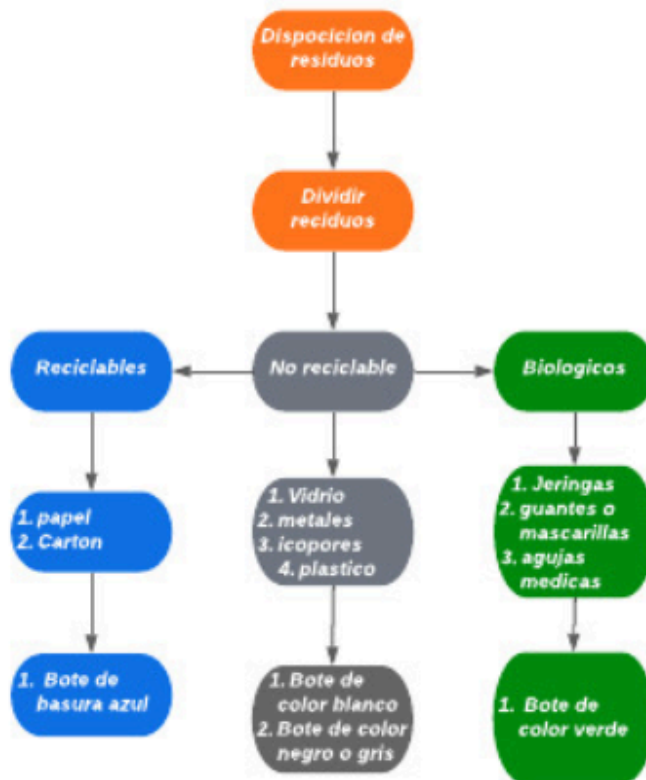 Dispocicion de
residuos
Dividir
reciduos
Reciclables
No reciclable
Biologicos
1. papel
2. Carton
1. Vidrio
2. metales
3. icopores
4. plastico
1. Jeringas
2. guantes o
mascarillas
3. agujas
medicas
1. Bote de
basura azul
1. Bote de
color blanco
2. Bote de color
negro o gris
1. Bote de
color verde